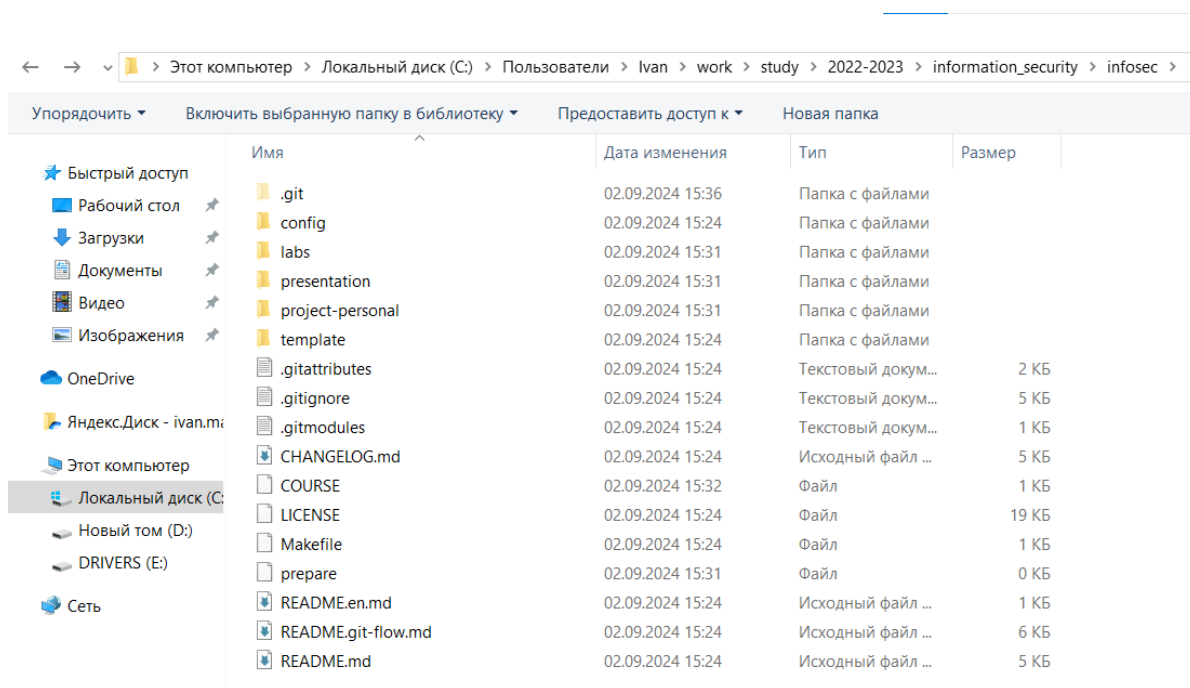 Этот компьютер > Локальный диск (C:) > Пользователи > Ivan > work > study > 2022-2023 > information_security > infosec >
Упорядочить Включить выбранную папку в библиотеку Предоставить доступ к Новая папка
Имя Дата изменения Тип Размер
Быстрый доступ
Рабочий стол
Загрузки
Документы
Видео
Изображения
OneDrive
Яндекс.Диск - ivan.ma
Этот компьютер
Локальный диск (C:
Новый том (D:)
DRIVERS (E:)
Сеть
.git 02.09.2024 15:36 Папка с файлами
config 02.09.2024 15:24 Папка с файлами
labs 02.09.2024 15:31 Папка с файлами
presentation 02.09.2024 15:31 Папка с файлами
project-personal 02.09.2024 15:31 Папка с файлами
template 02.09.2024 15:24 Папка с файлами
.gitattributes 02.09.2024 15:24 Текстовый докум... 2 КБ
.gitignore 02.09.2024 15:24 Текстовый докум... 5 КБ
.gitmodules 02.09.2024 15:24 Текстовый докум... 1 КБ
CHANGELOG.md 02.09.2024 15:24 Исходный файл ... 5 КБ
COURSE 02.09.2024 15:32 Файл 1 КБ
LICENSE 02.09.2024 15:24 Файл 19 КБ
Makefile 02.09.2024 15:24 Файл 1 КБ
prepare 02.09.2024 15:31 Файл 0 КБ
README.en.md 02.09.2024 15:24 Исходный файл ... 1 КБ
README.git-flow.md 02.09.2024 15:24 Исходный файл ... 6 КБ
README.md 02.09.2024 15:24 Исходный файл ... 5 КБ